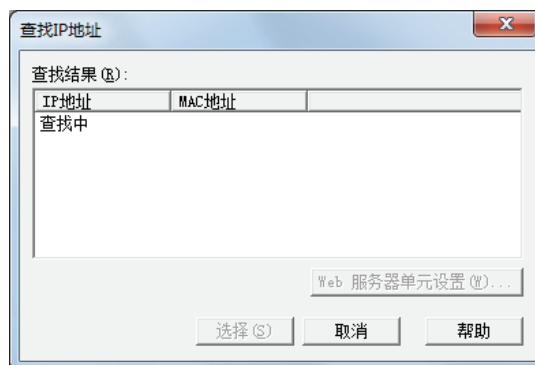 查找IP地址
查找结果(R):
IP地址 MAC地址
查找中
Web 服务器单元设置(W)...
选择(S) 取消 帮助